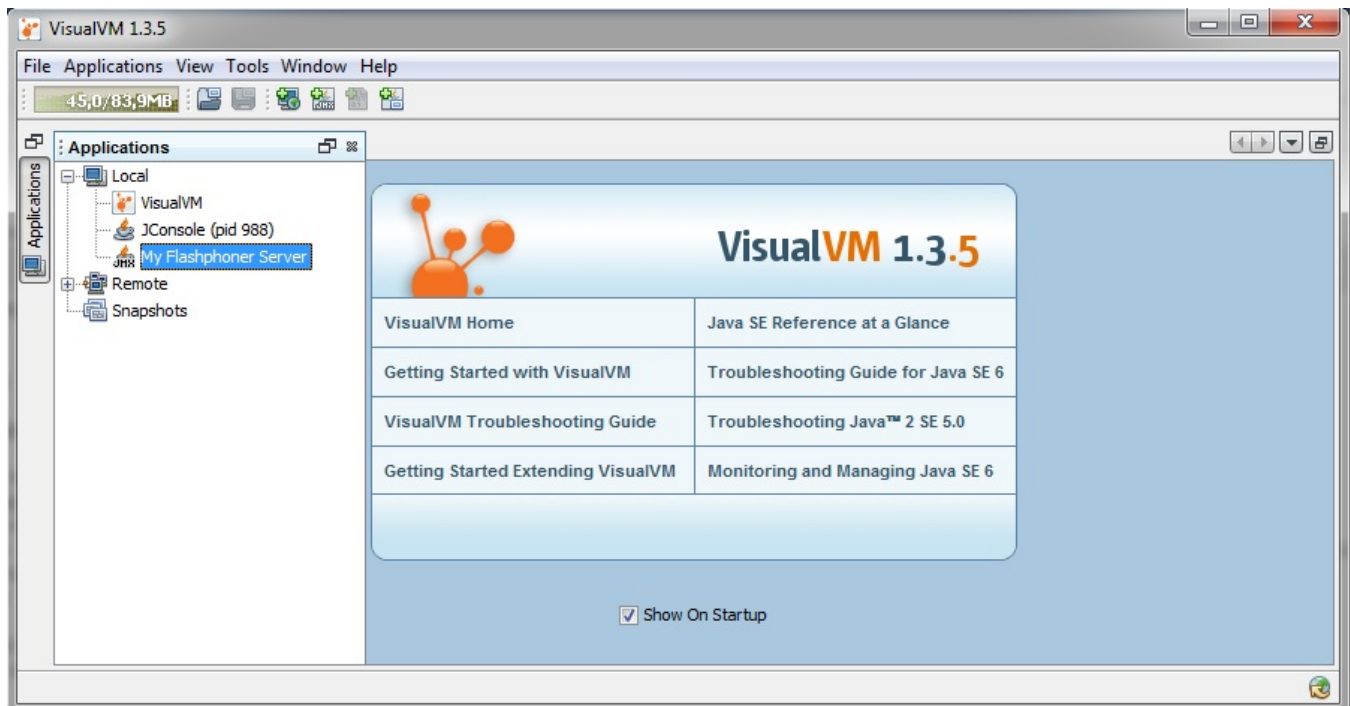 VisualVM 1.3.5
File Applications View Tools Window Help
45,0/83,9MB
Applications
Applications
Local
VisualVM
JConsole (pid 988)
JMX My Flashphoner Server
Remote
Snapshots
VisualVM 1.3.5
VisualVM Home
Java SE Reference at a Glance
Getting Started with VisualVM
Troubleshooting Guide for Java SE 6
VisualVM Troubleshooting Guide
Troubleshooting Java™ 2 SE 5.0
Getting Started Extending VisualVM
Monitoring and Managing Java SE 6
Show On Startup